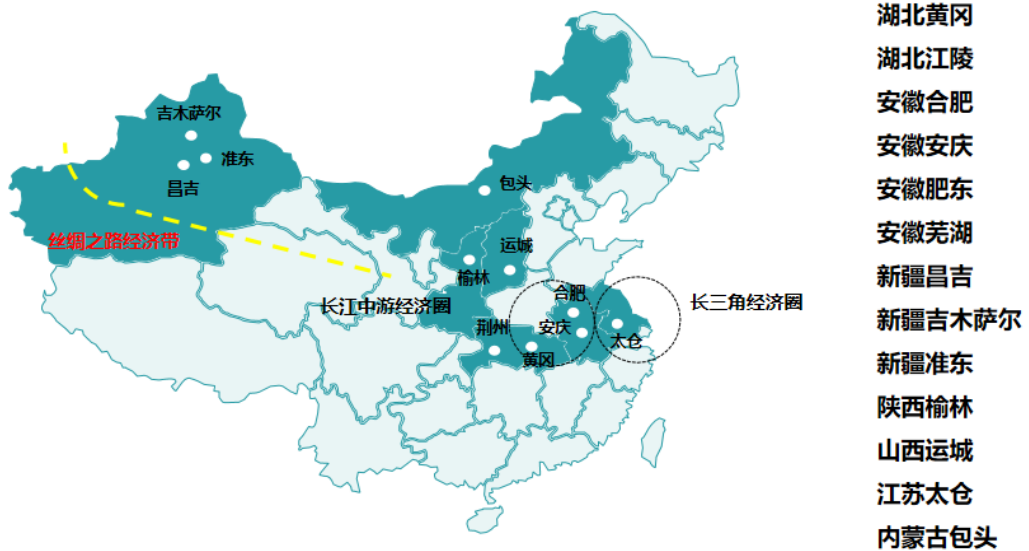 吉木萨尔
准东
昌吉
丝绸之路经济带
包头
运城
榆林
长江中游经济圈
合肥
长三角经济圈
荆州
安庆
太仓
黄冈
湖北黄冈
湖北江陵
安徽合肥
安徽安庆
安徽肥东
安徽芜湖
新疆昌吉
新疆吉木萨尔
新疆准东
陕西榆林
山西运城
江苏太仓
内蒙古包头